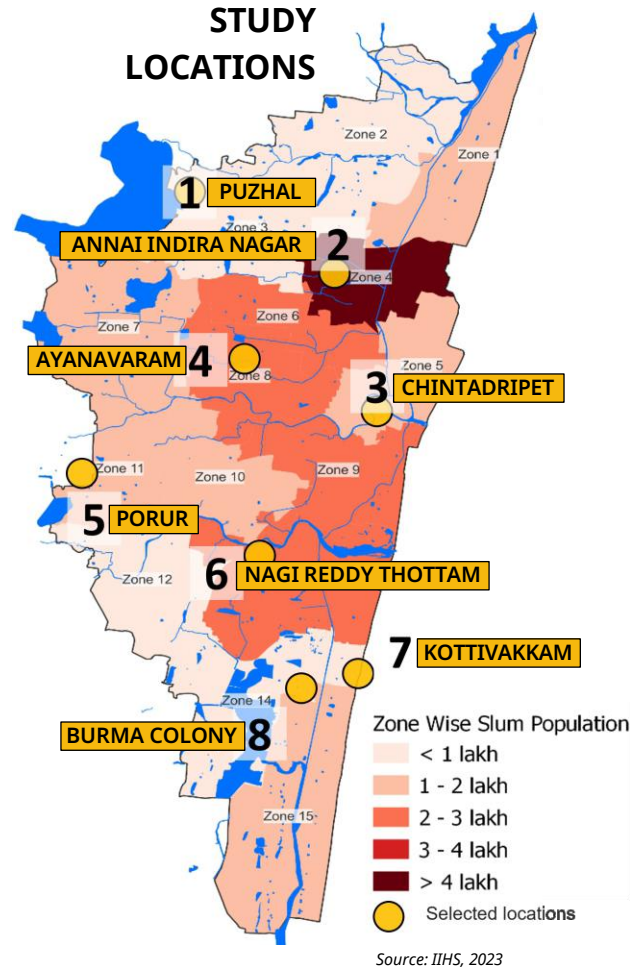 STUDY
LOCATIONS
Zone 2
Zone 1
1 PUZHAL
Zone 3
ANNAI INDIRA NAGAR 2
Zone 4
Zone 6
Zone 7
AYANAVARAM 4
Zone 8
Zone 5
3 CHINTADRIPET
Zone 11
Zone 10
Zone 9
5 PORUR
Zone 12
6 NAGI REDDY THOTTAM
7 KOTTIVAKKAM
Zone 14
BURMA COLONY 8
Zone 15
Zone Wise Slum Population
< 1 lakh
1 - 2 lakh
2 - 3 lakh
3 - 4 lakh
> 4 lakh
Selected locations
Source: IIHS, 2023